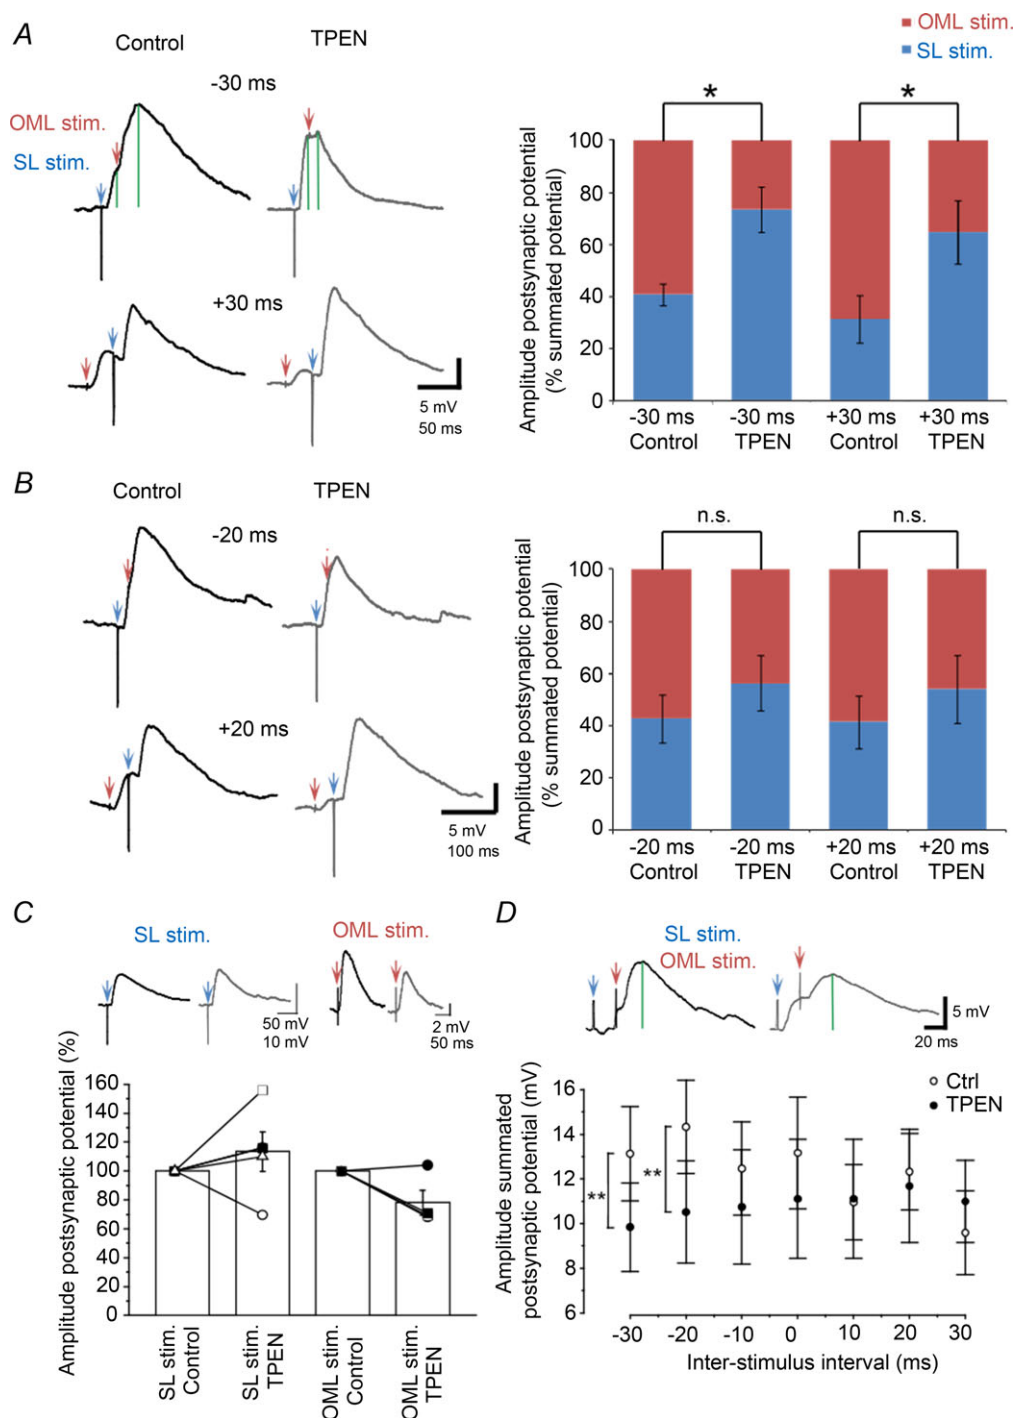 A
Control
TPEN
OML stim.
SL stim.
-30 ms
OML stim.
SL stim.
+30 ms
5 mV
50 ms
Amplitude postsynaptic potential
(% summated potential)
100
80
60
40
20
0
*
*
-30 ms
Control
-30 ms
TPEN
+30 ms
Control
+30 ms
TPEN
B
Control
TPEN
-20 ms
+20 ms
5 mV
100 ms
Amplitude postsynaptic potential
(% summated potential)
100
80
60
40
20
0
n.s.
n.s.
-20 ms
Control
-20 ms
TPEN
+20 ms
Control
+20 ms
TPEN
C
SL stim.
OML stim.
50 mV
10 mV
2 mV
50 ms
Amplitude postsynaptic potential (%)
160
140
120
100
80
60
40
20
0
SL stim.
Control
SL stim.
TPEN
OML stim.
Control
OML stim.
TPEN
D
SL stim.
OML stim.
5 mV
20 ms
Amplitude summated
postsynaptic potential (mV)
16
14
12
10
8
6
**
**
Ctrl
TPEN
-30
-20
-10
0
10
20
30
Inter-stimulus interval (ms)